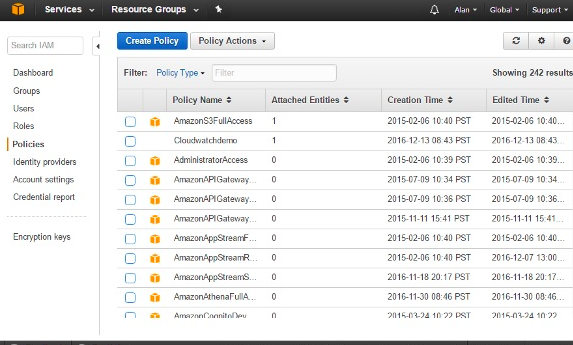 Services Resource Groups Alan Global Support
Search IAM
Dashboard
Groups
Users
Roles
Policies
Identity providers
Account settings
Credential report
Encryption keys
Create Policy Policy Actions
Filter: Policy Type Filter Showing 242 results
Policy Name Attached Entities Creation Time Edited Time
AmazonS3FullAccess 1 2015-02-06 10:40 PST 2015-02-06 10:40...
Cloudwatchdemo 1 2016-12-13 08:43 PST 2016-12-13 08:43...
AdministratorAccess 0 2015-02-06 10:39 PST 2015-02-06 10:39...
AmazonAPIGateway... 0 2015-07-09 10:34 PST 2015-07-09 10:34...
AmazonAPIGateway... 0 2015-07-09 10:36 PST 2015-07-09 10:36...
AmazonAPIGateway... 0 2015-11-11 15:41 PST 2015-11-11 15:41...
AmazonAppStreamF... 0 2015-02-06 10:40 PST 2015-02-06 10:40...
AmazonAppStreamR... 0 2015-02-06 10:40 PST 2016-12-07 13:00...
AmazonAppStreamS... 0 2016-11-18 20:17 PST 2016-11-18 20:17...
AmazonAthenaFullA... 0 2016-11-30 08:46 PST 2016-11-30 08:46...
AmazonCognitoDev... 0 2015-03-24 10:22 PST 2015-03-24 10:22...